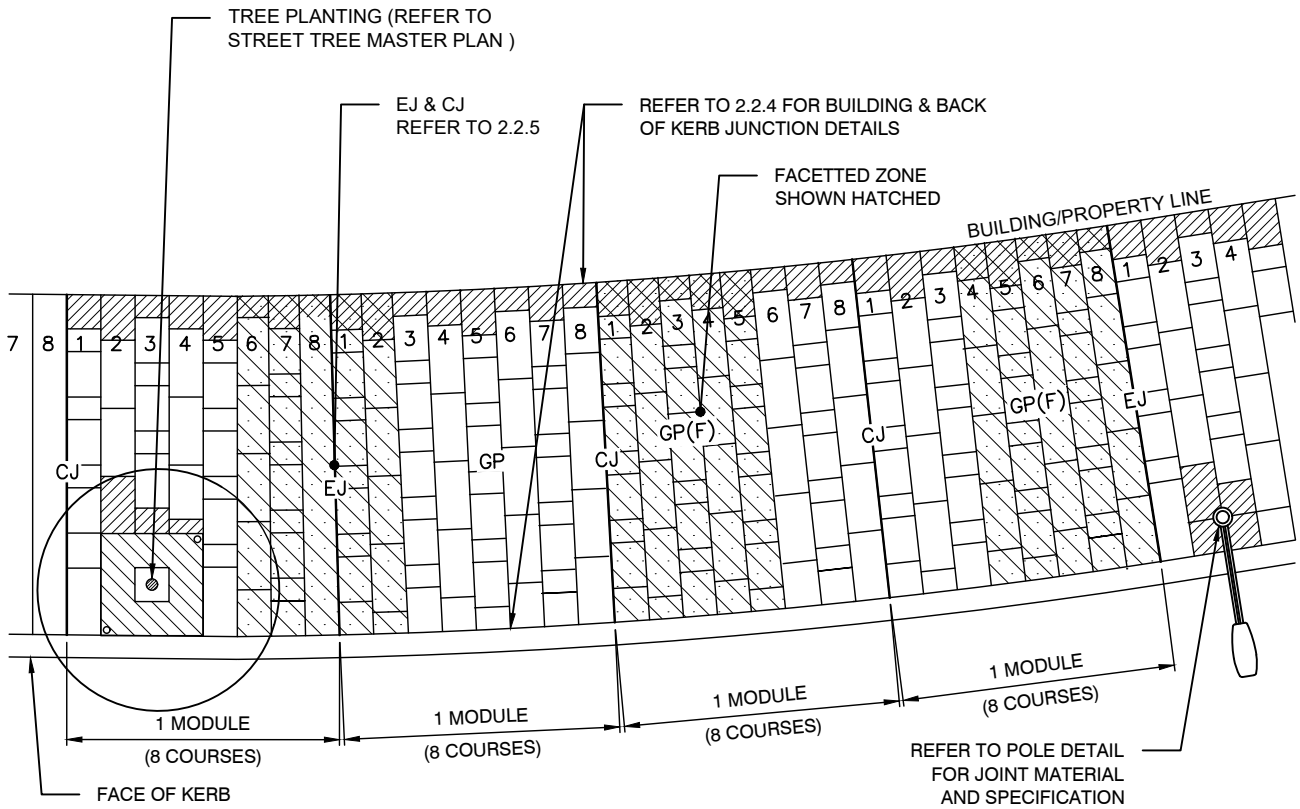 TREE PLANTING (REFER TO
STREET TREE MASTER PLAN )
EJ & CJ
REFER TO 2.2.5
REFER TO 2.2.4 FOR BUILDING & BACK
OF KERB JUNCTION DETAILS
FACETTED ZONE
SHOWN HATCHED
BUILDING/PROPERTY LINE
7 8 1 2 3 4 5 6 7 8 1 2 3 4 5 6 7 8 1 2 3 4 5 6 7 8 1 2 3 4 5 6 7 8 1 2 3 4
CJ
EJ
GP
CJ
GP(F)
CJ
GP(F)
EJ
1 MODULE
(8 COURSES)
1 MODULE
(8 COURSES)
1 MODULE
(8 COURSES)
1 MODULE
(8 COURSES)
FACE OF KERB
REFER TO POLE DETAIL
FOR JOINT MATERIAL
AND SPECIFICATION